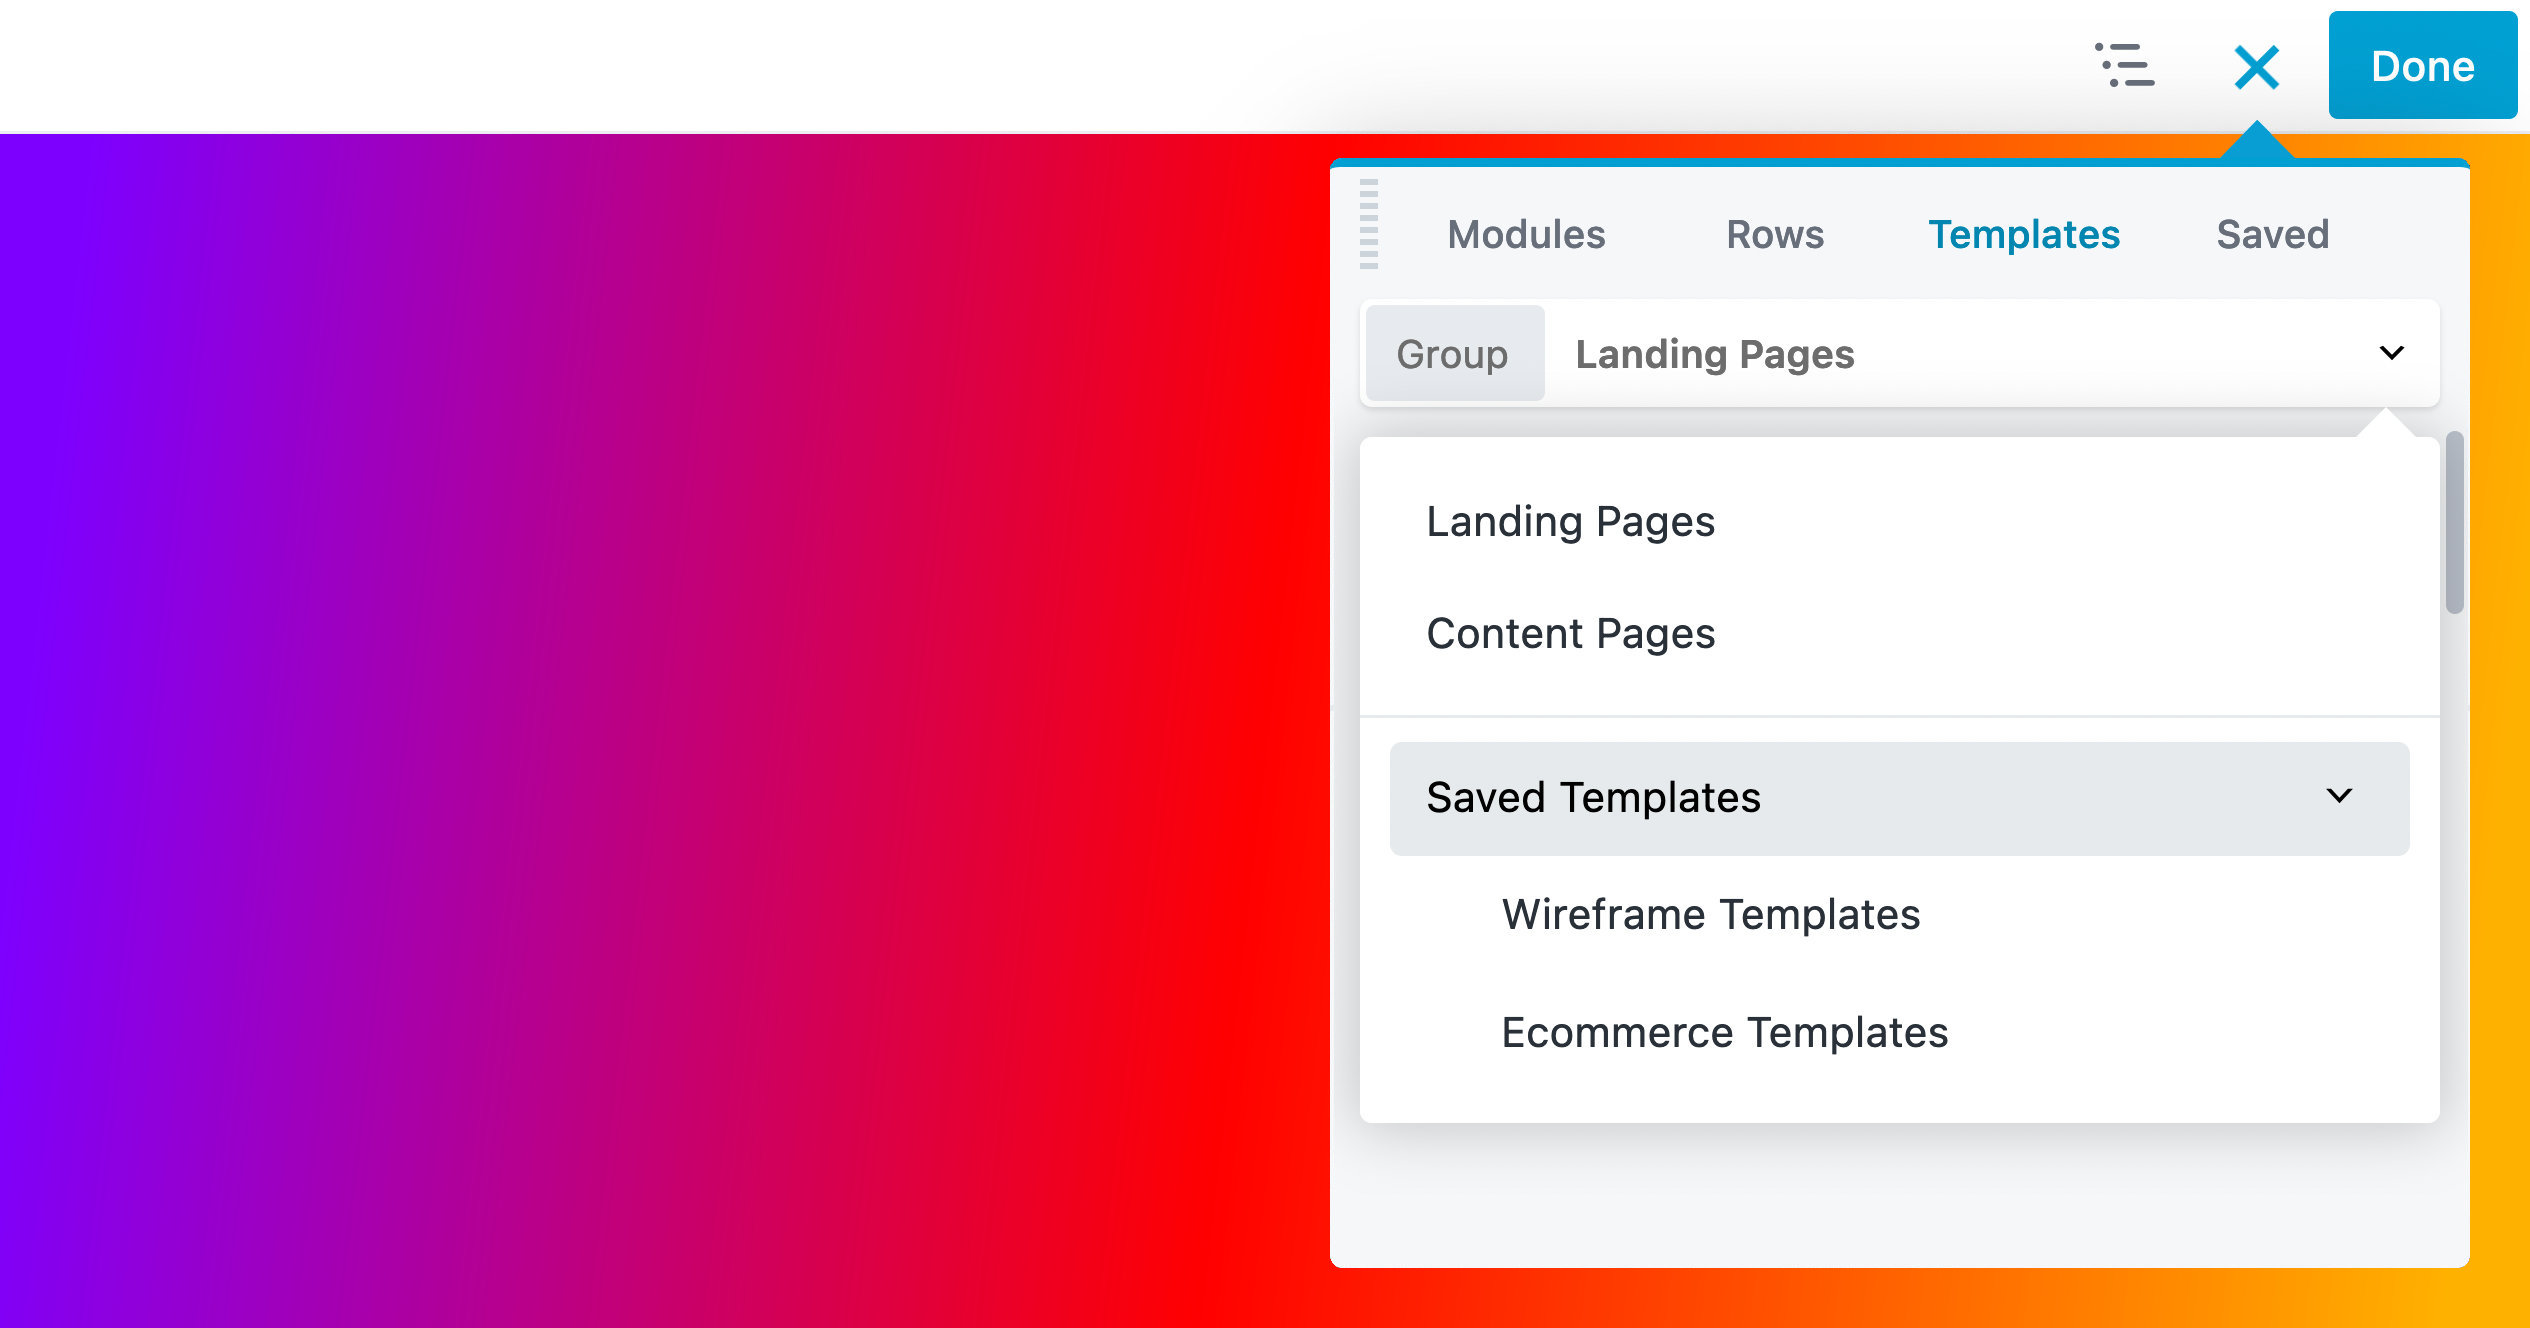 Done
Modules Rows Templates Saved
Group Landing Pages
Landing Pages
Content Pages
Saved Templates
Wireframe Templates
Ecommerce Templates